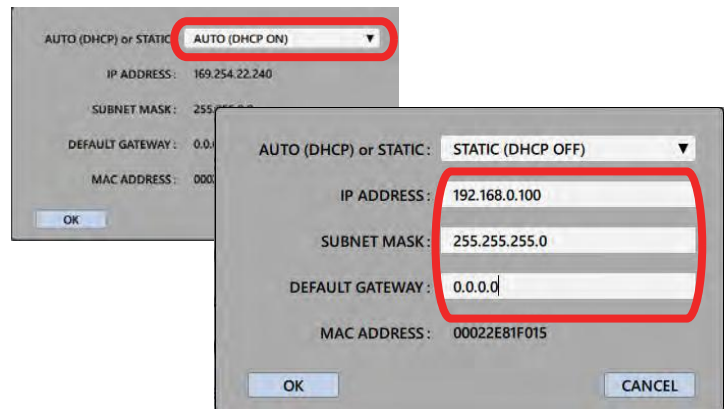 AUTO (DHCP) or STATIC AUTO (DHCP ON) ▼
IP ADDRESS: 169.254.22.240
SUBNET MASK:
DEFAULT GATEWAY:
MAC ADDRESS:
OK
AUTO (DHCP) or STATIC: STATIC (DHCP OFF) ▼
IP ADDRESS: 192.168.0.100
SUBNET MASK: 255.255.255.0
DEFAULT GATEWAY: 0.0.0.0
MAC ADDRESS: 00022E81F015
OK CANCEL